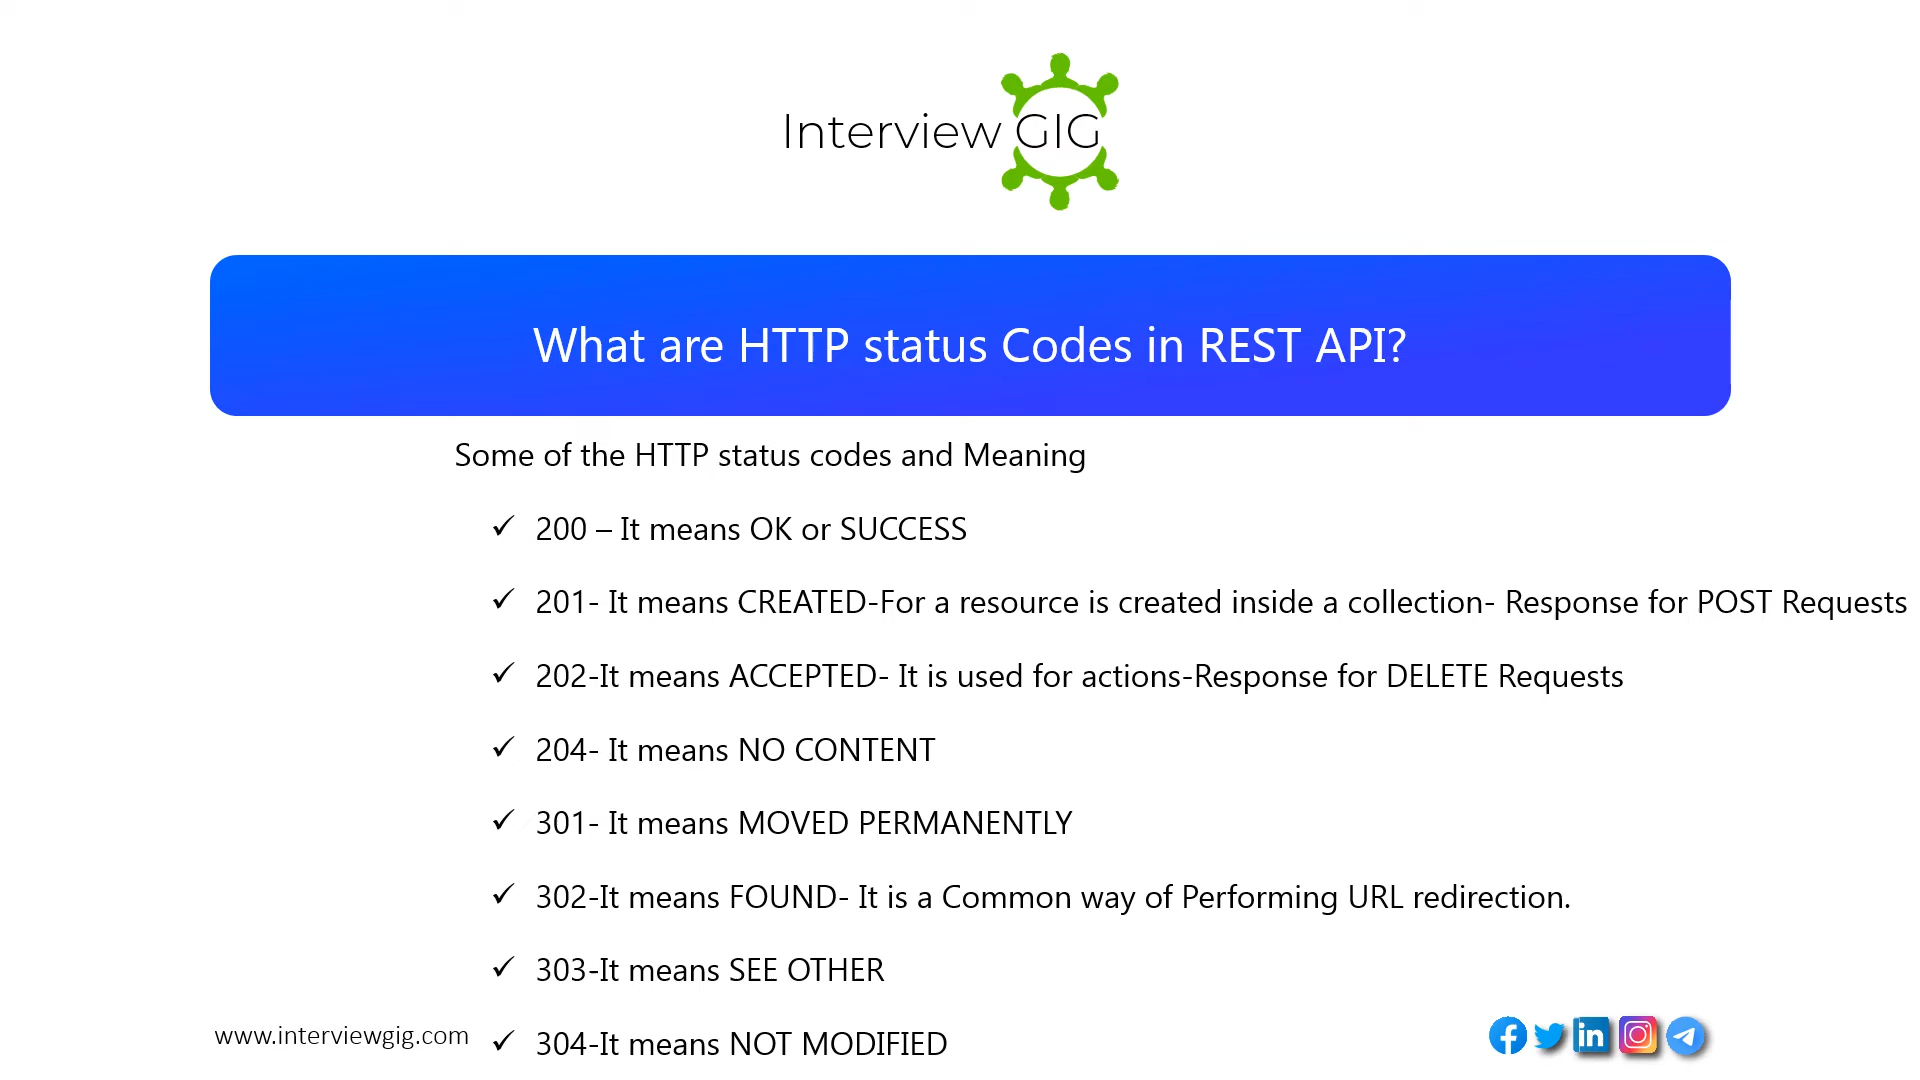 Interview GIG
What are HTTP status Codes in REST API?
Some of the HTTP status codes and Meaning
✓ 200 – It means OK or SUCCESS
✓ 201- It means CREATED-For a resource is created inside a collection- Response for POST Requests
✓ 202-It means ACCEPTED- It is used for actions-Response for DELETE Requests
✓ 204- It means NO CONTENT
✓ 301- It means MOVED PERMANENTLY
✓ 302-It means FOUND- It is a Common way of Performing URL redirection.
✓ 303-It means SEE OTHER
✓ 304-It means NOT MODIFIED
www.interviewgig.com